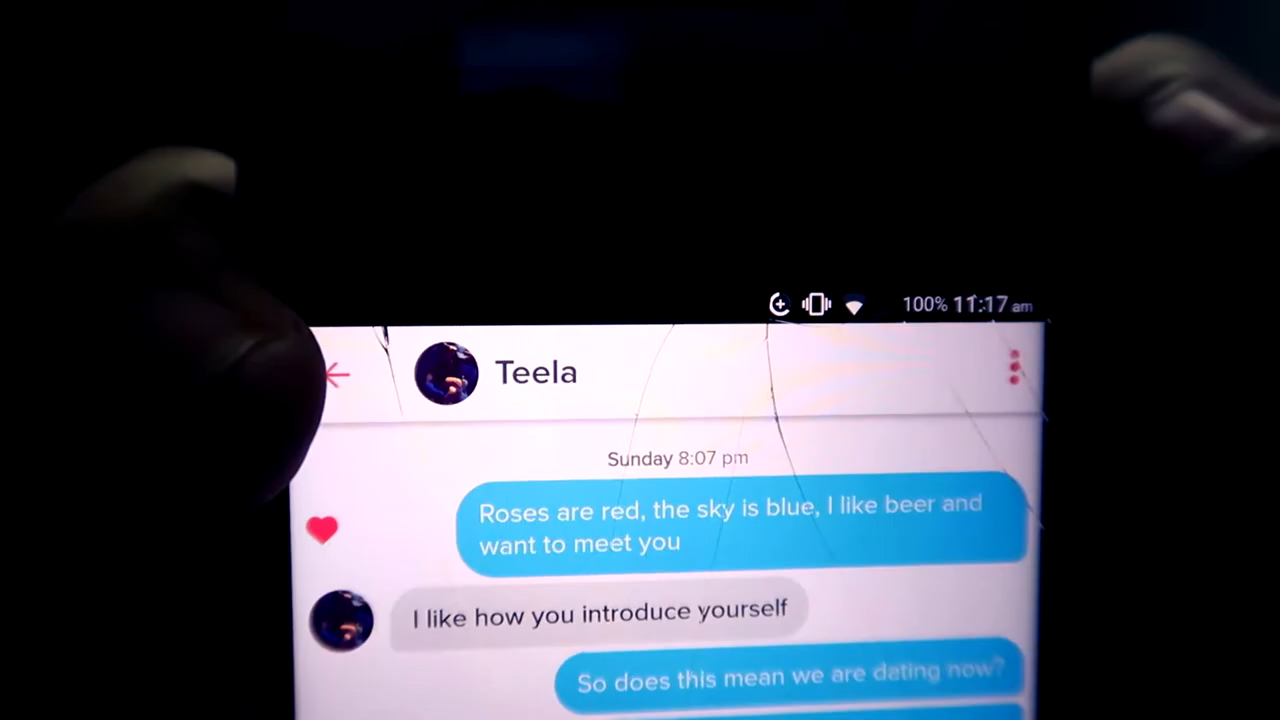 100% 11:17 am
Teela
Sunday 8:07 pm
Roses are red, the sky is blue, I like beer and
want to meet you
I like how you introduce yourself
So does this mean we are dating now?